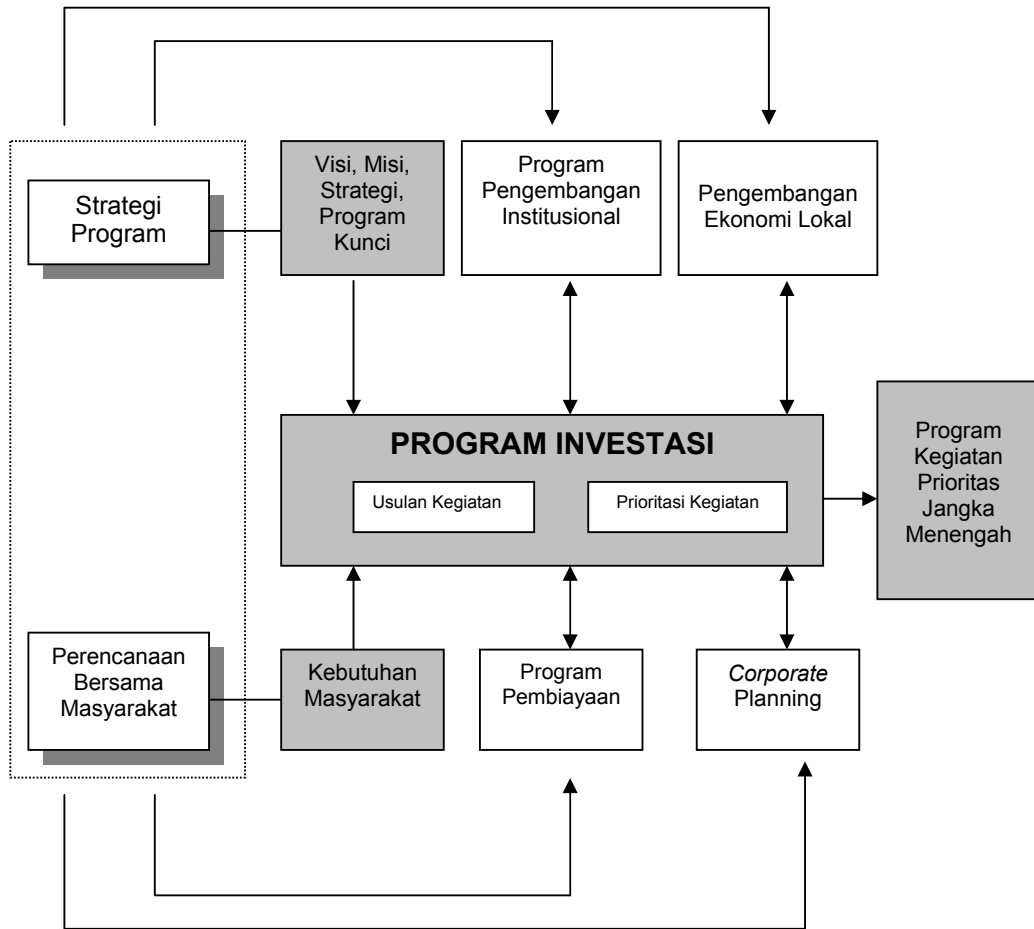 Strategi
Program
Visi, Misi,
Strategi,
Program
Kunci
Program
Pengembangan
Institusional
Pengembangan
Ekonomi Lokal
PROGRAM INVESTASI
Usulan Kegiatan
Prioritasi Kegiatan
Program
Kegiatan
Prioritas
Jangka
Menengah
Perencanaan
Bersama
Masyarakat
Kebutuhan
Masyarakat
Program
Pembiayaan
Corporate
Planning